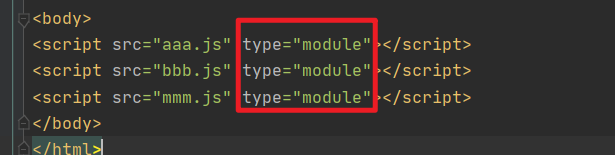 <body>
<script src="aaa.js" type="module"></script>
<script src="bbb.js" type="module"></script>
<script src="mmm.js" type="module"></script>
</body>
</html>